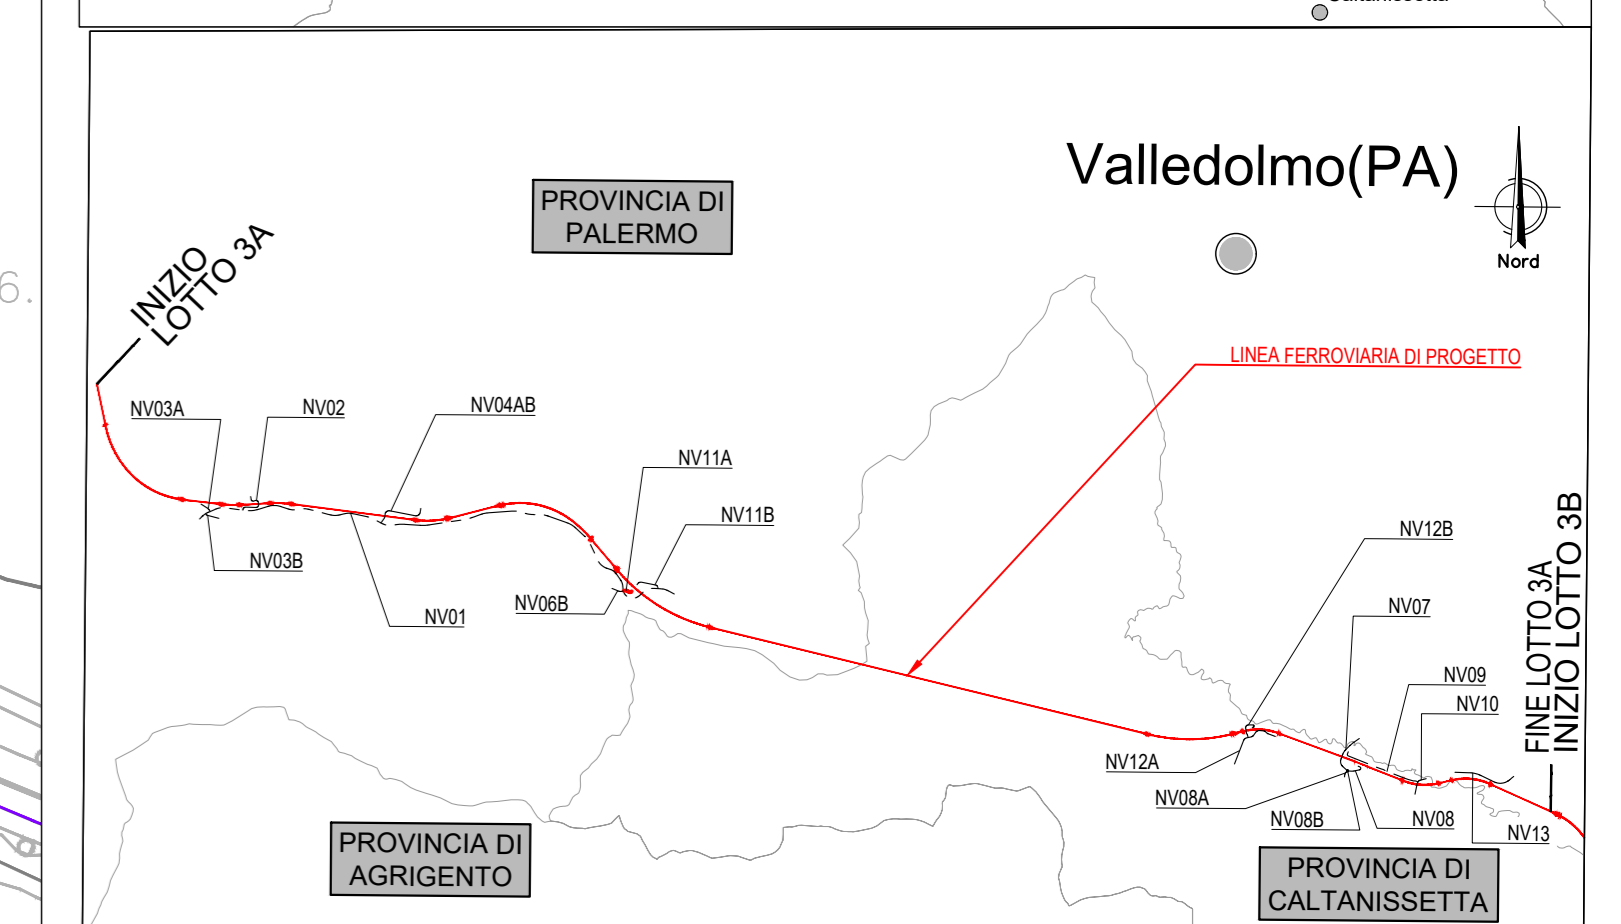 Valledolmo(PA)
Nord
PROVINCIA DI
PALERMO
INIZIO
LOTTO 3A
6.
LINEA FERROVIARIA DI PROGETTO
NV03A
NV02
NV04AB
NV11A
NV11B
NV03B
NV01
NV06B
NV12B
NV07
NV09
NV10
FINE LOTTO 3A
INIZIO LOTTO 3B
NV12A
NV08A
NV08B
NV08
NV13
PROVINCIA DI
AGRIGENTO
PROVINCIA DI
CALTANISSETTA